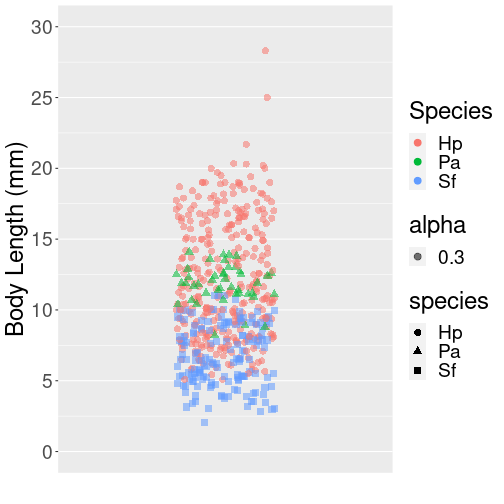 Body Length (mm)
30
25
20
15
10
5
0
Species
Hp
Pa
Sf
alpha
0.3
species
Hp
Pa
Sf